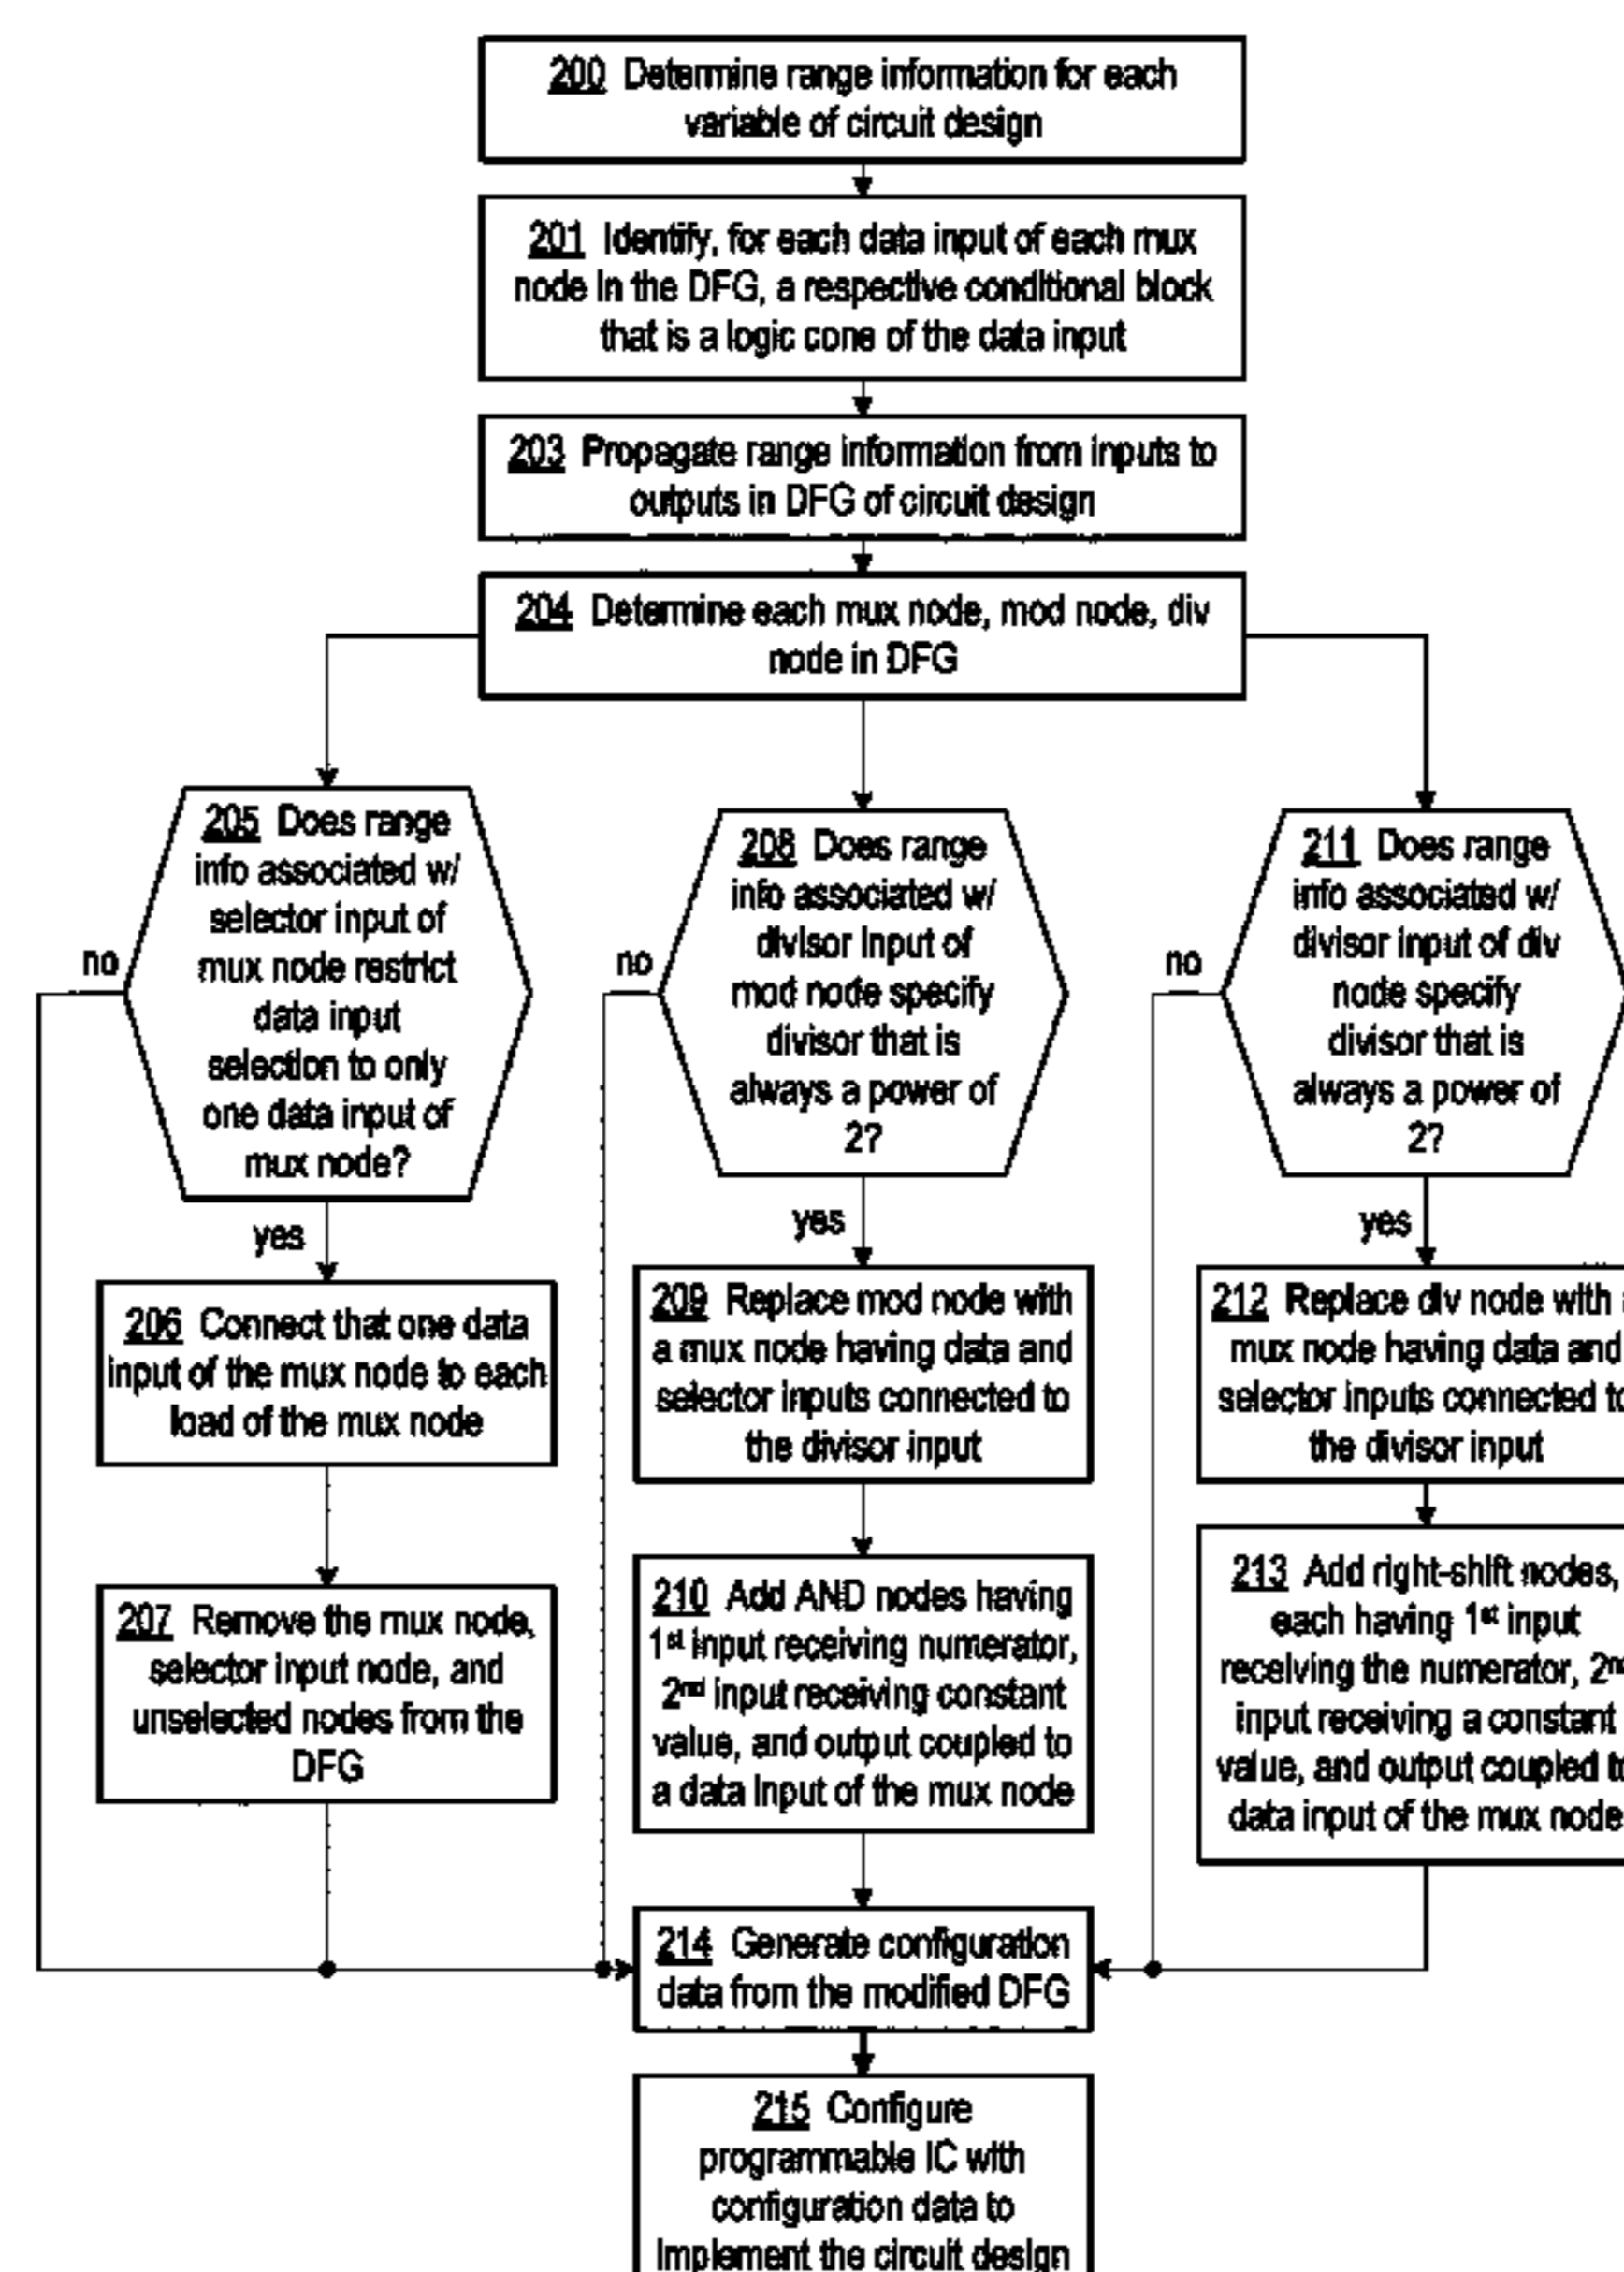 200 Determine range information for each
variable of circuit design
201 Identify, for each data input of each mux
node in the DFG, a respective conditional block
that is a logic cone of the data input
203 Propagate range information from inputs to
outputs in DFG of circuit design
204 Determine each mux node, mod node, div
node in DFG
205 Does range
info associated w/
selector input of
mux node restrict
data input
selection to only
one data input of
mux node?
no
yes
206 Connect that one data
input of the mux node to each
load of the mux node
207 Remove the mux node,
selector input node, and
unselected nodes from the
DFG
208 Does range
info associated w/
divisor input of
mod node specify
divisor that is
always a power of
2?
no
yes
209 Replace mod node with
a mux node having data and
selector inputs connected to
the divisor input
210 Add AND nodes having
1st input receiving numerator,
2nd input receiving constant
value, and output coupled to
a data input of the mux node
211 Does range
info associated w/
divisor input of div
node specify
divisor that is
always a power of
2?
no
yes
212 Replace div node with
mux node having data and
selector inputs connected to
the divisor input
213 Add right-shift nodes,
each having 1st input
receiving the numerator, 2nd
input receiving a constant
value, and output coupled to
data input of the mux node
214 Generate configuration
data from the modified DFG
215 Configure
programmable IC with
configuration data to
implement the circuit design